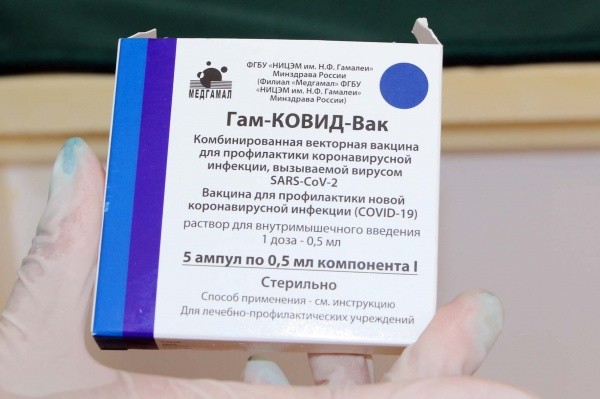 ФГБУ «НИЦЭМ им. Н.Ф. Гамалеи»
Минздрава России
(Филиал «Медгамал» ФГБУ
«НИЦЭМ им. Н.Ф. Гамалеи»
Минздрава России)
МЕДГАМАЛ
Гам-КОВИД-Вак
Комбинированная векторная вакцина
для профилактики коронавирусной
инфекции, вызываемой вирусом
SARS-CoV-2
Вакцина для профилактики новой
коронавирусной инфекции (COVID-19)
раствор для внутримышечного введения
1 доза - 0,5 мл
5 ампул по 0,5 мл компонента I
Стерильно
Способ применения - см. инструкцию
Для лечебно-профилактических учреждений